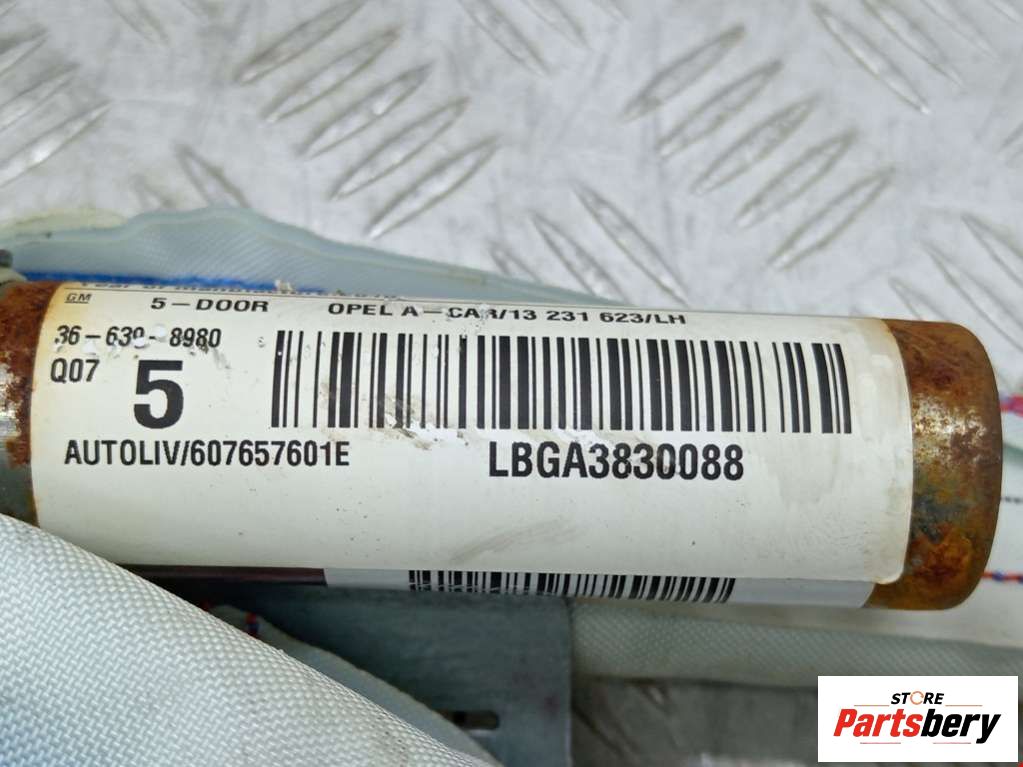 GM 5-DOOR OPEL A-CAR/13 231 623/LH
36-639-8980
Q07 5
AUTOLIV/607657601E LBGA3830088
STORE
Partsbery